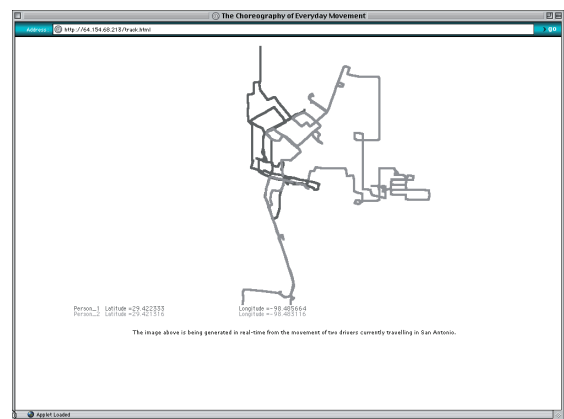 The Choreography of Everyday Movement
Address http://64.154.68.213/track.html go
Person_1 Latitude =29.422333 Longitude =-98.485664
Person_2 Latitude =29.421316 Longitude =-98.483116
The image above is being generated in real-time from the movement of two drivers currently travelling in San Antonio.
Applet Loaded